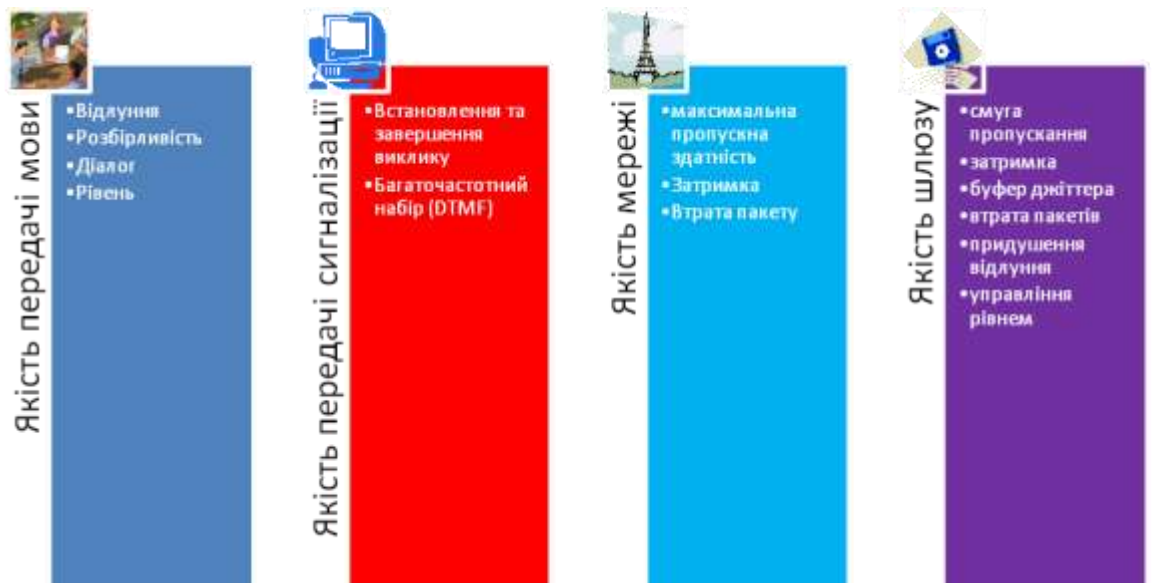 Якість передачі мови
•Відлуння
•Розбірливість
•Діалог
•Рівень
Якість передачі сигналізації
•Встановлення та
завершення
виклику
•Багаточастотний
набір (DTMF)
Якість мережі
•максимальна
пропускна
здатність
•Затримка
•Втрата пакету
Якість шлюзу
•смуга
пропускання
•затримка
•буфер джіттера
•втрата пакетів
•придушення
відлуння
•управління
рівнем